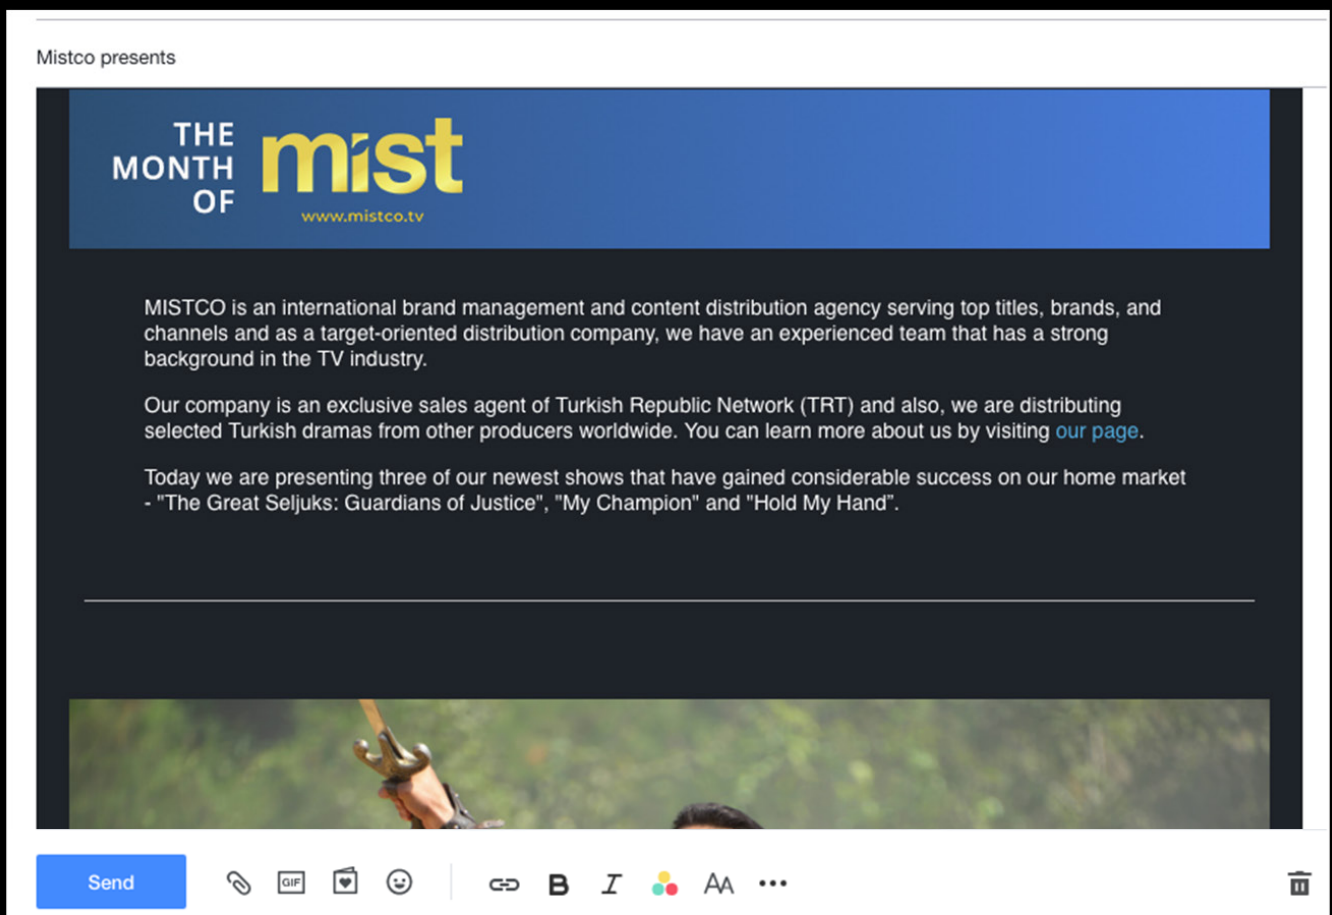 Mistco presents
THE
MONTH
OF
mist
www.mistco.tv
MISTCO is an international brand management and content distribution agency serving top titles, brands, and
channels and as a target-oriented distribution company, we have an experienced team that has a strong
background in the TV industry.
Our company is an exclusive sales agent of Turkish Republic Network (TRT) and also, we are distributing
selected Turkish dramas from other producers worldwide. You can learn more about us by visiting our page.
Today we are presenting three of our newest shows that have gained considerable success on our home market
- "The Great Seljuks: Guardians of Justice", "My Champion" and "Hold My Hand”.
Send
GIF
B
I
AA